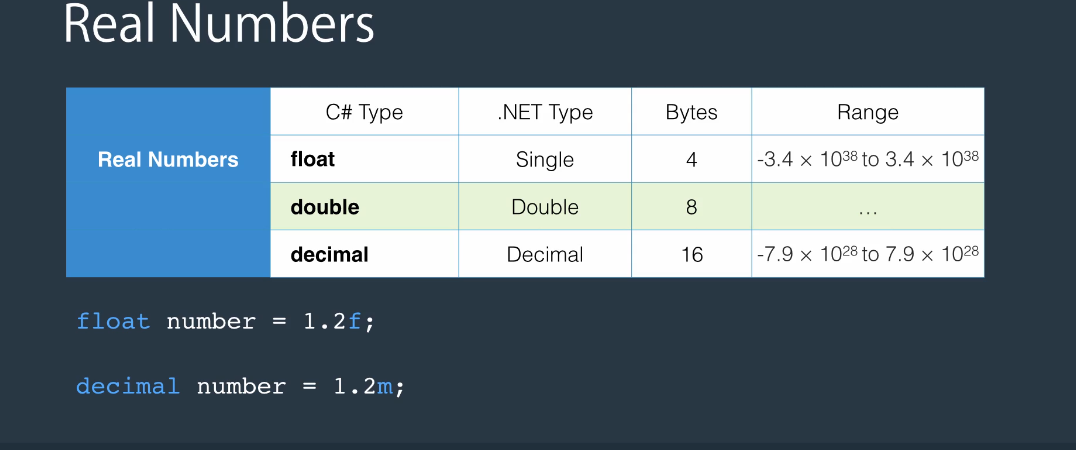 Real Numbers
C# Type .NET Type Bytes Range
Real Numbers float Single 4 -3.4 × 10³⁸ to 3.4 × 10³⁸
double Double 8 ...
decimal Decimal 16 -7.9 × 10²⁸ to 7.9 × 10²⁸
float number = 1.2f;
decimal number = 1.2m;